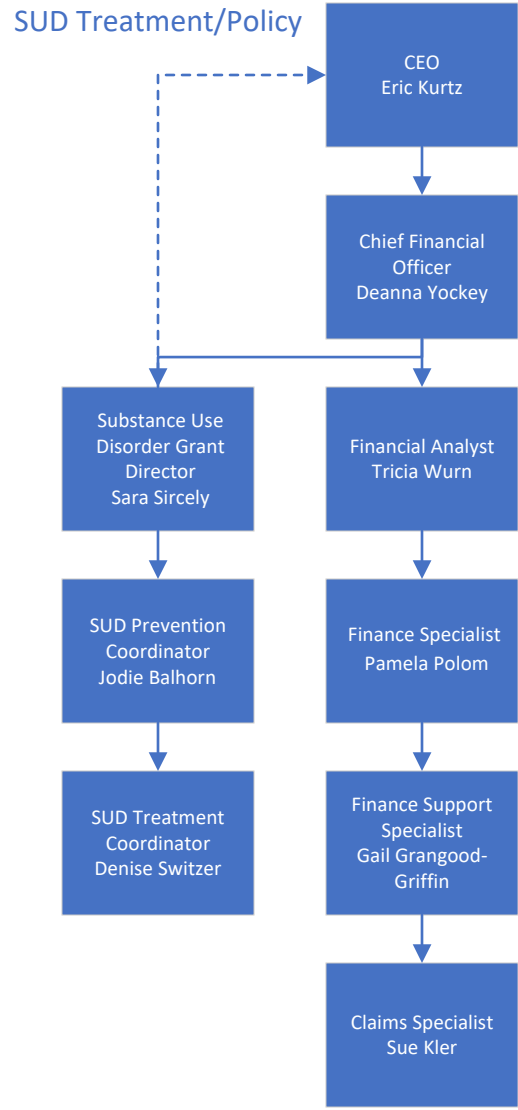 SUD Treatment/Policy
CEO
Eric Kurtz
Chief Financial
Officer
Deanna Yockey
Substance Use
Disorder Grant
Director
Sara Sircely
Financial Analyst
Tricia Wurn
SUD Prevention
Coordinator
Jodie Balhorn
Finance Specialist
Pamela Polom
SUD Treatment
Coordinator
Denise Switzer
Finance Support
Specialist
Gail Grangood-
Griffin
Claims Specialist
Sue Kler